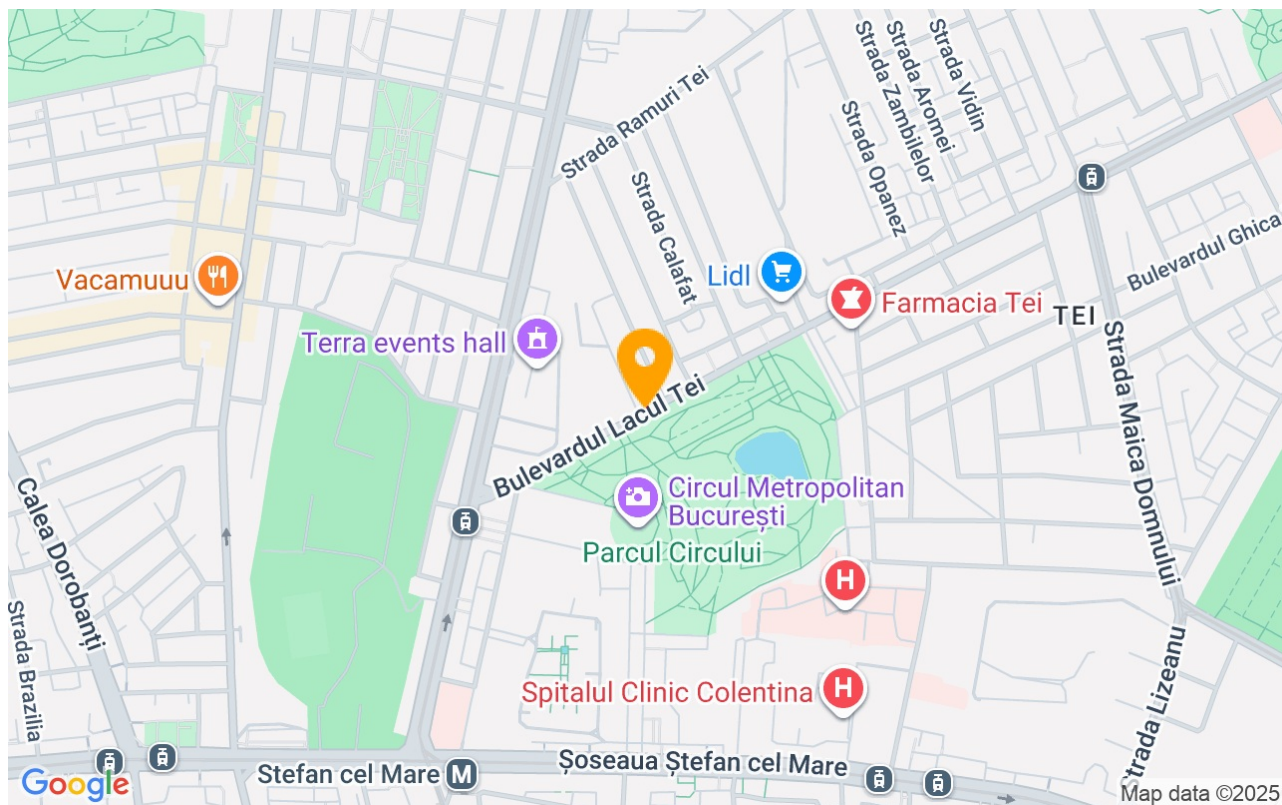 Strada Vidin
Strada Aromei
Strada Zambilelor
Strada Ramuri Tei
Strada Opanez
Strada Calafat
Bulevardul Ghica
Vacamuuu
Lidl
Farmacia Tei
TEI
Terra events hall
Strada Maica Domnului
Bulevardul Lacul Tei
Circul Metropolitan
București
Parcul Circului
H
Calea Dorobanți
Strada Brazilia
Spitalul Clinic Colentina
H
Strada Lizeanu
Ștefan cel Mare
M
Șoseaua Ștefan cel Mare
Google
Map data ©2025